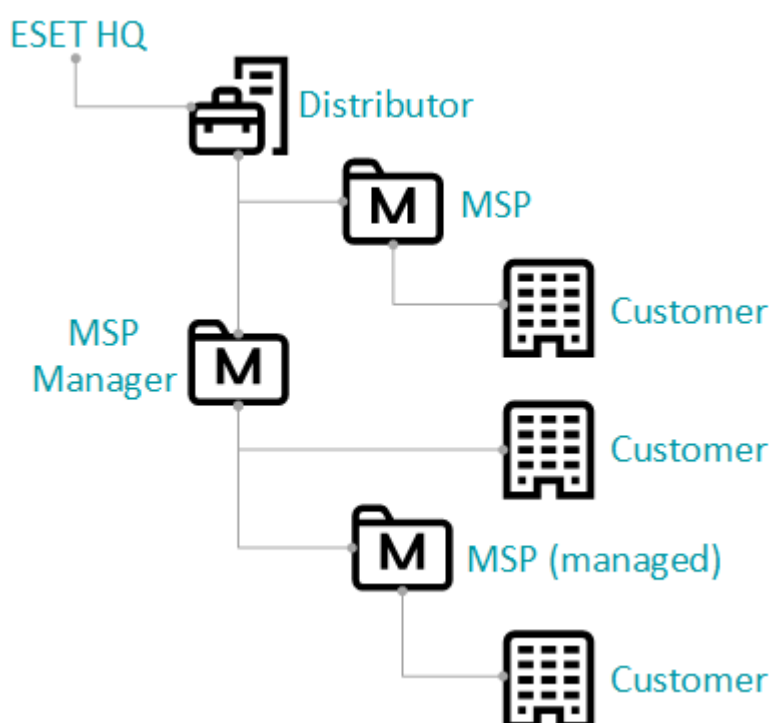 ESET HQ
Distributor
M
MSP
Customer
MSP
Manager
M
Customer
M
MSP (managed)
Customer